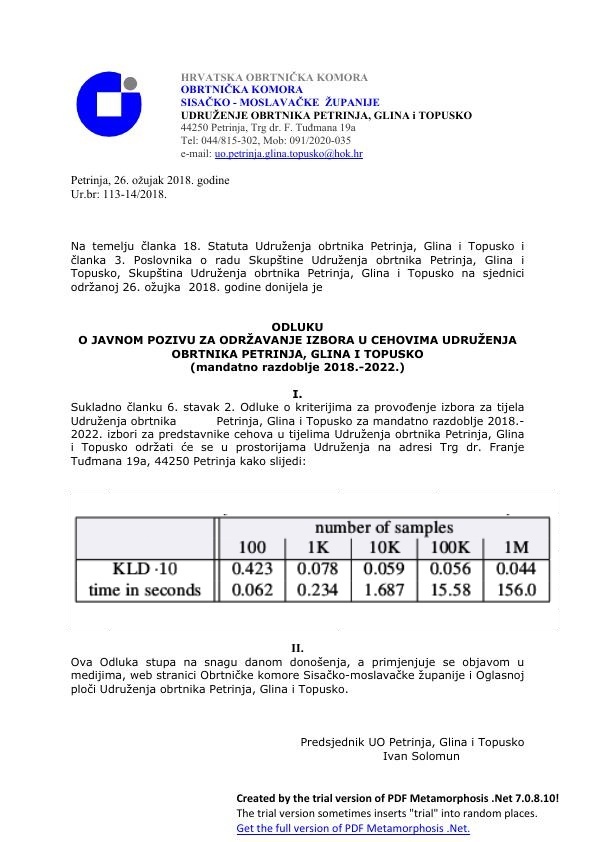 HRVATSKA OBRTNIČKA KOMORA
OBRTNIČKA KOMORA
SISAČKO - MOSLAVAČKE ŽUPANIJE
UDRUŽENJE OBRTNIKA PETRINJA, GLINA i TOPUSKO
44250 Petrinja, Trg dr. F. Tuđmana 19a
Tel: 044/815-302, Mob: 091/2020-035
e-mail: uo.petrinja.glina.topusko@hok.hr
Petrinja, 26. ožujak 2018. godine
Ur.br: 113-14/2018.
Na temelju članka 18. Statuta Udruženja obrtnika Petrinja, Glina i Topusko i
članka 3. Poslovnika o radu Skupštine Udruženja obrtnika Petrinja, Glina i
Topusko, Skupština Udruženja obrtnika Petrinja, Glina i Topusko na sjednici
održanoj 26. ožujka 2018. godine donijela je
ODLUKU
O JAVNOM POZIVU ZA ODRŽAVANJE IZBORA U CEHOVIMA UDRUŽENJA
OBRTNIKA PETRINJA, GLINA I TOPUSKO
(mandatno razdoblje 2018.-2022.)
I.
Sukladno članku 6. stavak 2. Odluke o kriterijima za provođenje izbora za tijela
Udruženja obrtnika Petrinja, Glina i Topusko za mandatno razdoblje 2018.-
2022. izbori za predstavnike cehova u tijelima Udruženja obrtnika Petrinja, Glina
i Topusko održati će se u prostorijama Udruženja na adresi Trg dr. Franje
Tuđmana 19a, 44250 Petrinja kako slijedi:
number of samples
100 1K 10K 100K 1M
KLD ·10 0.423 0.078 0.059 0.056 0.044
time in seconds 0.062 0.234 1.687 15.58 156.0
II.
Ova Odluka stupa na snagu danom donošenja, a primjenjuje se objavom u
medijima, web stranici Obrtničke komore Sisačko-moslavačke županije i Oglasnoj
ploči Udruženja obrtnika Petrinja, Glina i Topusko.
Predsjednik UO Petrinja, Glina i Topusko
Ivan Solomun
Created by the trial version of PDF Metamorphosis .Net 7.0.8.10!
The trial version sometimes inserts "trial" into random places.
Get the full version of PDF Metamorphosis .Net.